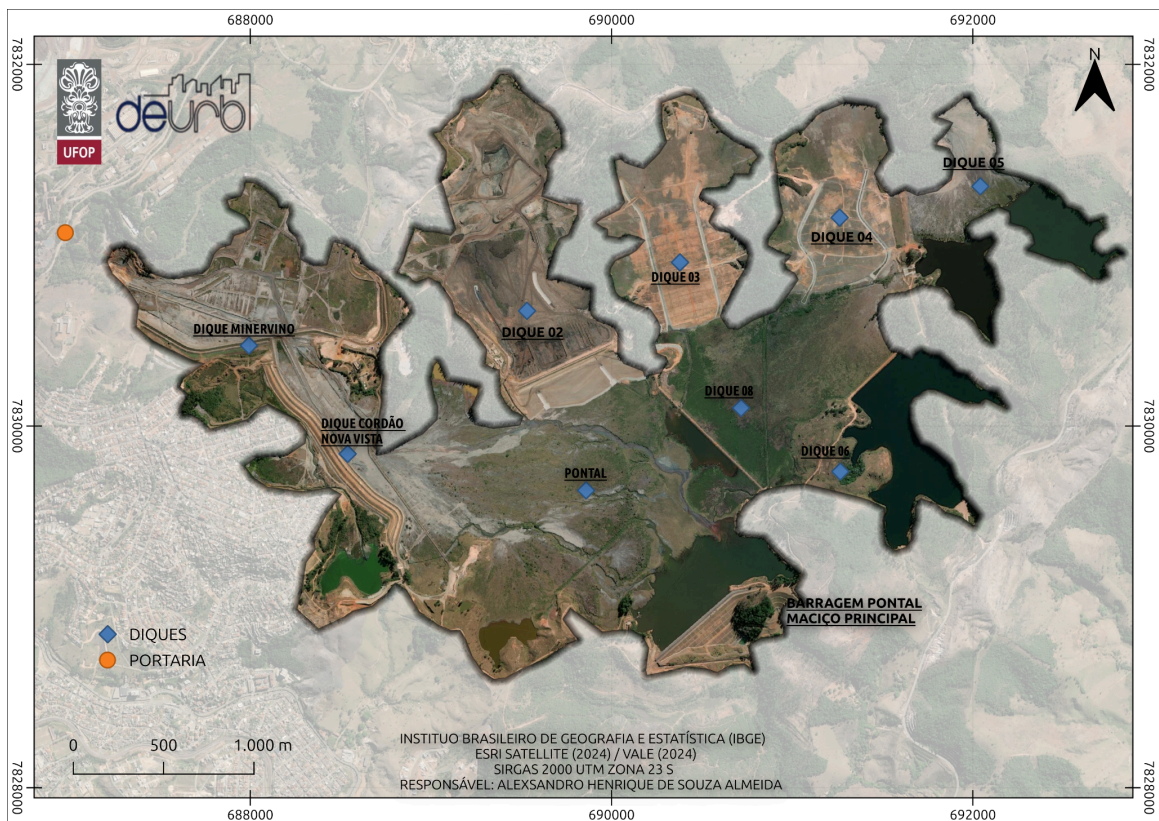 688000
690000
692000
7832000
7832000
N
UFOP
deurb
DIQUE 05
DIQUE 04
DIQUE 03
DIQUE MINERVINO
DIQUE 02
DIQUE 08
7830000
7830000
DIQUE CORDÃO
NOVA VISTA
DIQUE 06
PONTAL
BARRAGEM PONTAL
MACIÇO PRINCIPAL
DIQUES
PORTARIA
0
500
1.000 m
INSTITUO BRASILEIRO DE GEOGRAFIA E ESTATÍSTICA (IBGE)
ESRI SATELLITE (2024) / VALE (2024)
SIRGAS 2000 UTM ZONA 23 S
RESPONSÁVEL: ALEXSANDRO HENRIQUE DE SOUZA ALMEIDA
7828000
7828000
688000
690000
692000